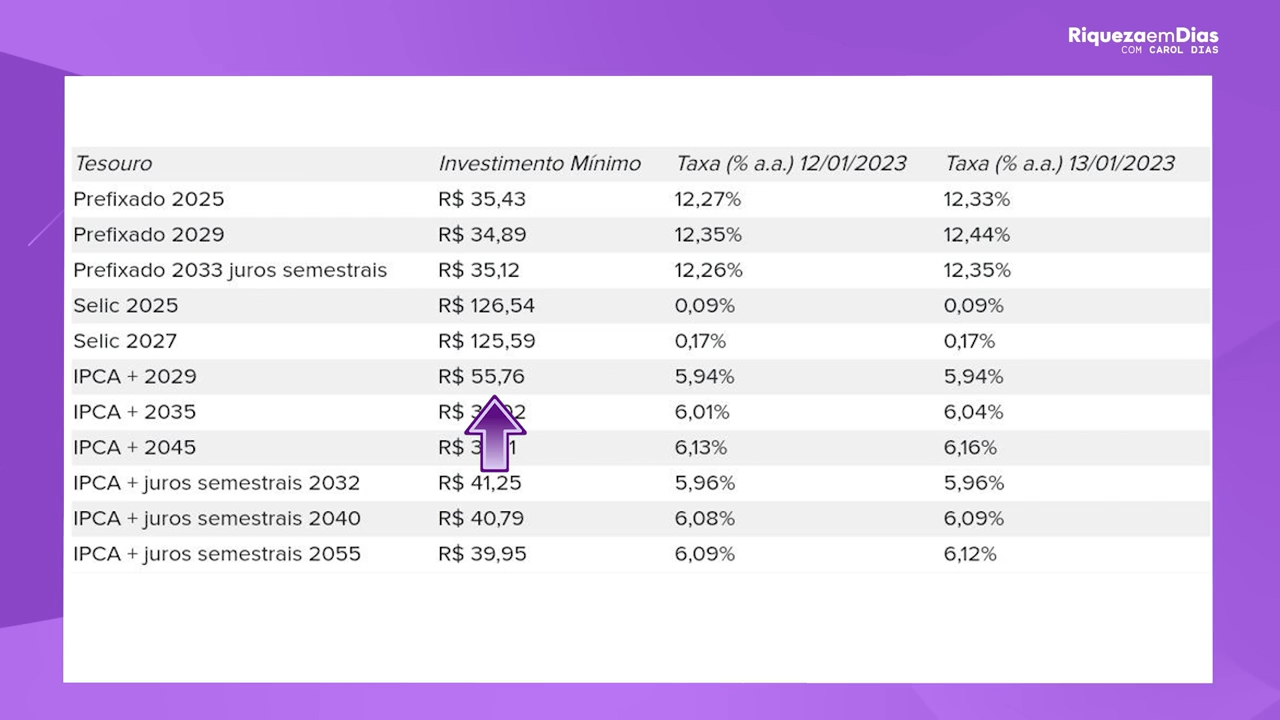 RiquezaemDias
COM CAROL DIAS
Tesouro Investimento Mínimo Taxa (% a.a.) 12/01/2023 Taxa (% a.a.) 13/01/2023
Prefixado 2025 R$ 35,43 12,27% 12,33%
Prefixado 2029 R$ 34,89 12,35% 12,44%
Prefixado 2033 juros semestrais R$ 35,12 12,26% 12,35%
Selic 2025 R$ 126,54 0,09% 0,09%
Selic 2027 R$ 125,59 0,17% 0,17%
IPCA + 2029 R$ 55,76 5,94% 5,94%
IPCA + 2035 R$ 6,01% 6,04%
IPCA + 2045 R$ 6,13% 6,16%
IPCA + juros semestrais 2032 R$ 41,25 5,96% 5,96%
IPCA + juros semestrais 2040 R$ 40,79 6,08% 6,09%
IPCA + juros semestrais 2055 R$ 39,95 6,09% 6,12%